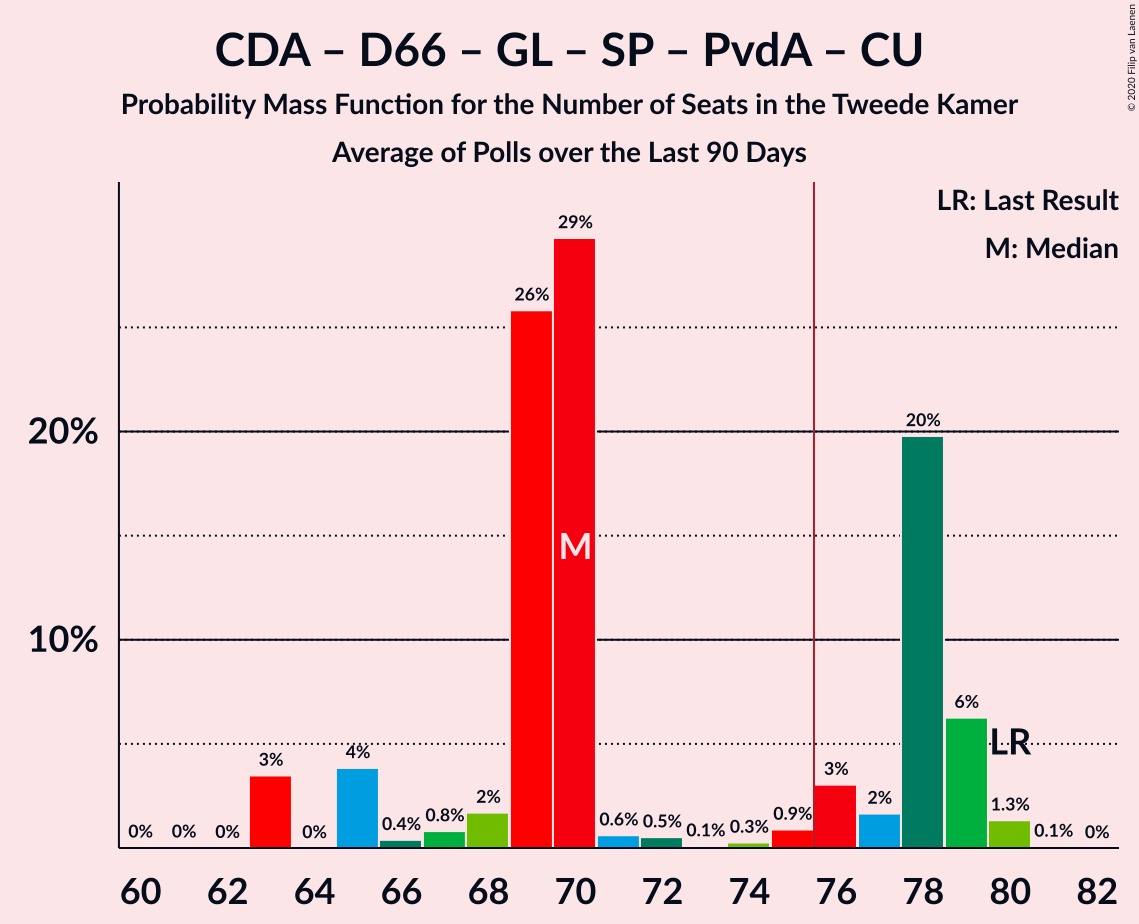 CDA – D66 – GL – SP – PvdA – CU
Probability Mass Function for the Number of Seats in the Tweede Kamer
Average of Polls over the Last 90 Days
© 2020 Filip van Laenen
LR: Last Result
M: Median
20%
10%
0%
0%
0%
3%
0%
4%
0.4%
0.8%
2%
26%
29%
0.6%
0.5%
0.1%
0.3%
0.9%
3%
2%
20%
6%
1.3%
0.1%
0%
M
LR
60 62 64 66 68 70 72 74 76 78 80 82